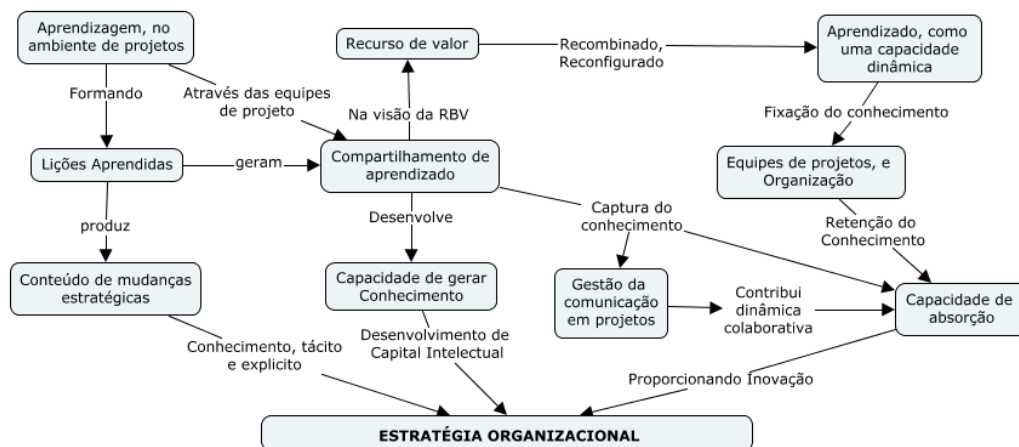 Aprendizagem, no
ambiente de projetos
Recurso de valor
Recombinado,
Reconfigurado
Aprendizado, como
uma capacidade
dinâmica
Formando
Através das equipes
de projeto
Na visão da RBV
Fixação do conhecimento
Lições Aprendidas
geram
Compartilhamento de
aprendizado
Equipes de projetos, e
Organização
produz
Desenvolve
Captura do
conhecimento
Retenção do
Conhecimento
Conteúdo de mudanças
estratégicas
Capacidade de gerar
Conhecimento
Gestão da
comunicação
em projetos
Contribui
dinâmica
colaborativa
Capacidade de
absorção
Conhecimento, tácito
e explicito
Desenvolvimento de
Capital Intelectual
Proporcionando Inovação
ESTRATÉGIA ORGANIZACIONAL